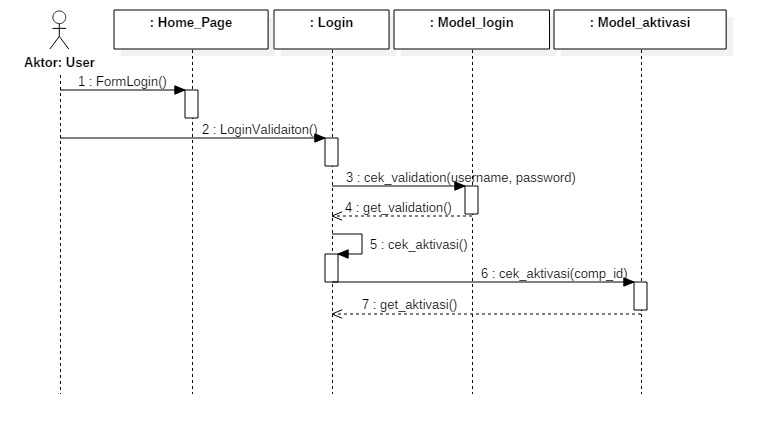 : Home_Page
: Login
: Model_login
: Model_aktivasi
Aktor: User
1 : FormLogin()
2 : LoginValidaiton()
3 : cek_validation(username, password)
4 : get_validation()
5 : cek_aktivasi()
6 : cek_aktivasi(comp_id)
7 : get_aktivasi()